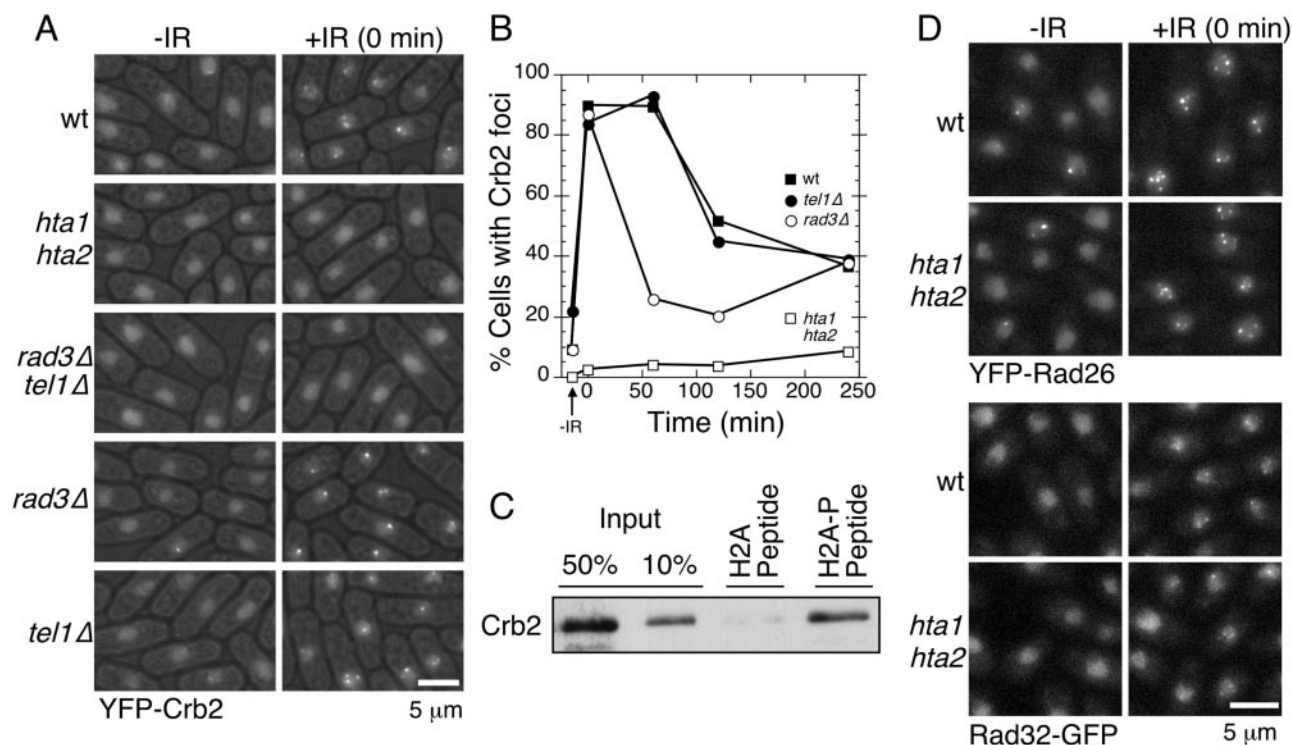 A
-IR
+IR (0 min)
wt
hta1
hta2
rad3Δ
tel1Δ
rad3Δ
tel1Δ
YFP-Crb2
5 μm
B
% Cells with Crb2 foci
100
80
60
40
20
0
wt
tel1Δ
rad3Δ
hta1
hta2
0
50
100
150
200
250
-IR
Time (min)
C
Input
50%
10%
H2A
Peptide
H2A-P
Peptide
Crb2
D
-IR
+IR (0 min)
wt
hta1
hta2
YFP-Rad26
wt
hta1
hta2
Rad32-GFP
5 μm